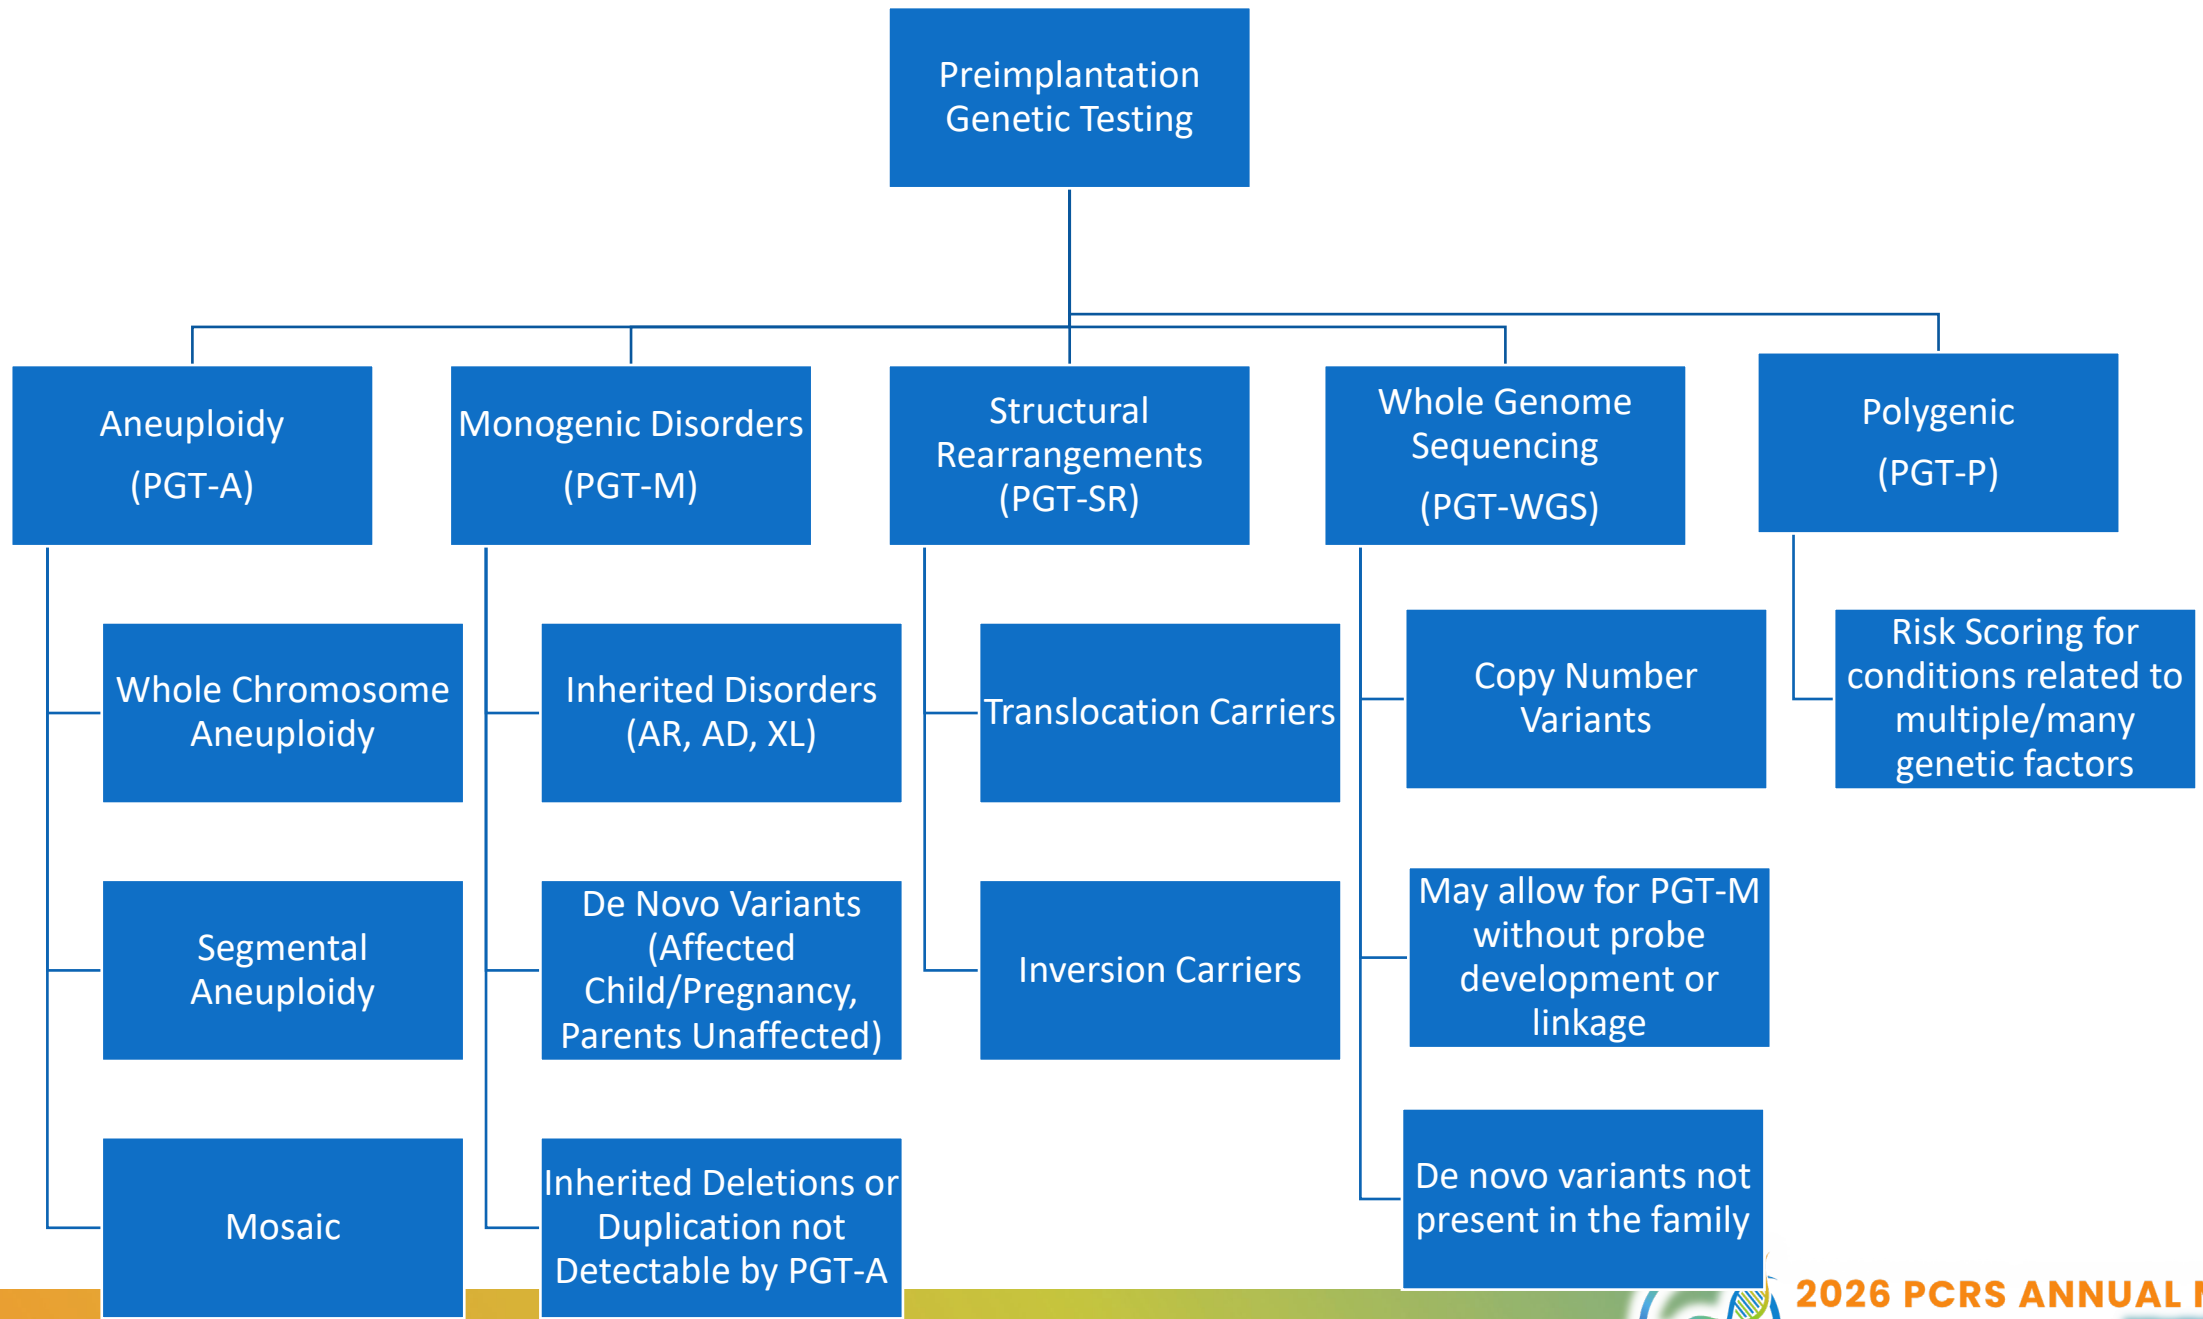 Preimplantation
Genetic Testing
Aneuploidy
(PGT-A)
Monogenic Disorders
(PGT-M)
Structural
Rearrangements
(PGT-SR)
Whole Genome
Sequencing
(PGT-WGS)
Polygenic
(PGT-P)
Whole Chromosome
Aneuploidy
Segmental
Aneuploidy
Mosaic
Inherited Disorders
(AR, AD, XL)
De Novo Variants
(Affected
Child/Pregnancy,
Parents Unaffected)
Inherited Deletions or
Duplication not
Detectable by PGT-A
Translocation Carriers
Inversion Carriers
Copy Number
Variants
May allow for PGT-M
without probe
development or
linkage
De novo variants not
present in the family
Risk Scoring for
conditions related to
multiple/many
genetic factors
2026 PCRS ANNUAL